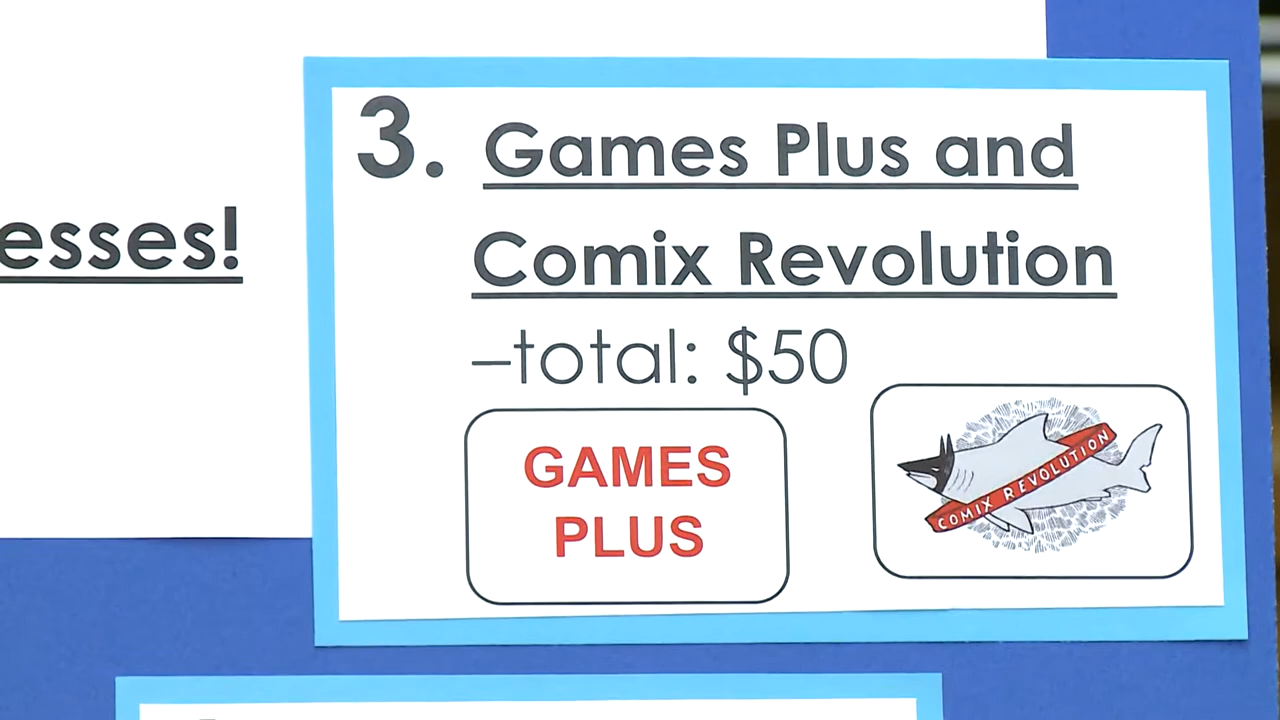 esses!
3. Games Plus and
Comix Revolution
–total: $50
GAMES
PLUS
COMIX REVOLUTION